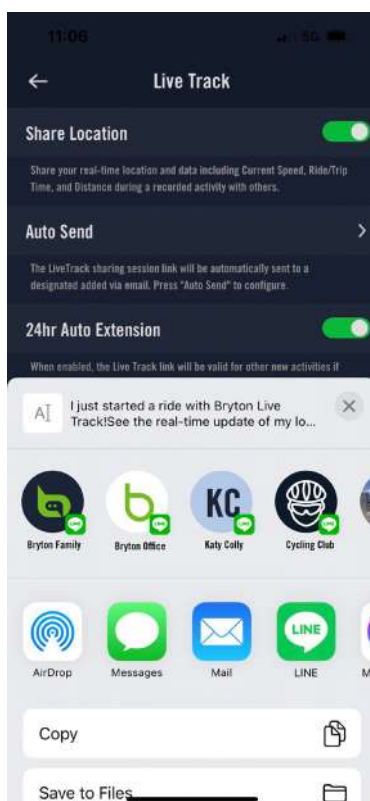 11:06
5G
Live Track
Share Location
Share your real-time location and data including Current Speed, Ride/Trip
Time, and Distance during a recorded activity with others.
Auto Send
The LiveTrack sharing session link will be automatically sent to a
designated added via email. Press "Auto Send" to configure.
24hr Auto Extension
When enabled, the Live Track link will be valid for other new activities if
A
I just started a ride with Bryton Live
Track!See the real-time update of my lo...
KC
Bryton Family
Bryton Office
Katy Colly
Cycling Club
LINE
AirDrop
Messages
Mail
LINE
M
Copy
Save to Files